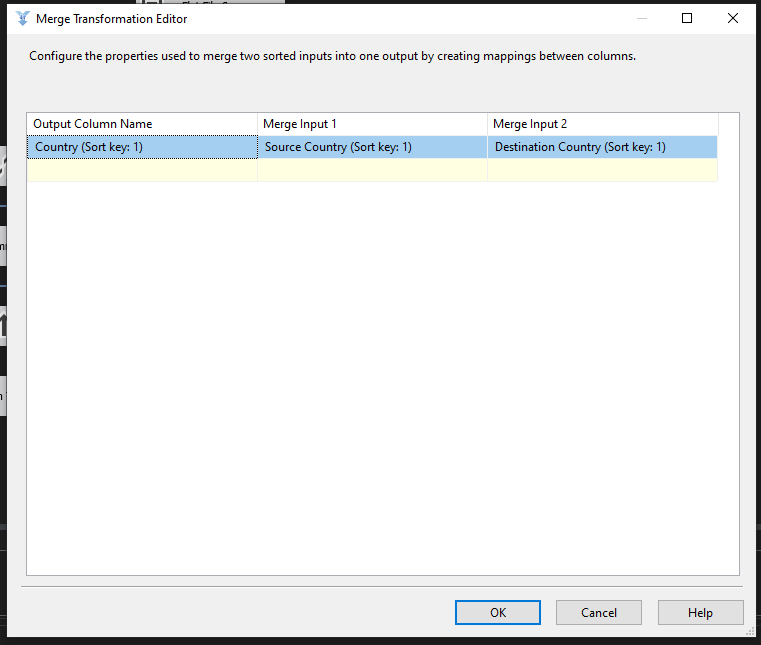 Merge Transformation Editor
Configure the properties used to merge two sorted inputs into one output by creating mappings between columns.
Output Column Name Merge Input 1 Merge Input 2
Country (Sort key: 1) Source Country (Sort key: 1) Destination Country (Sort key: 1)
OK Cancel Help